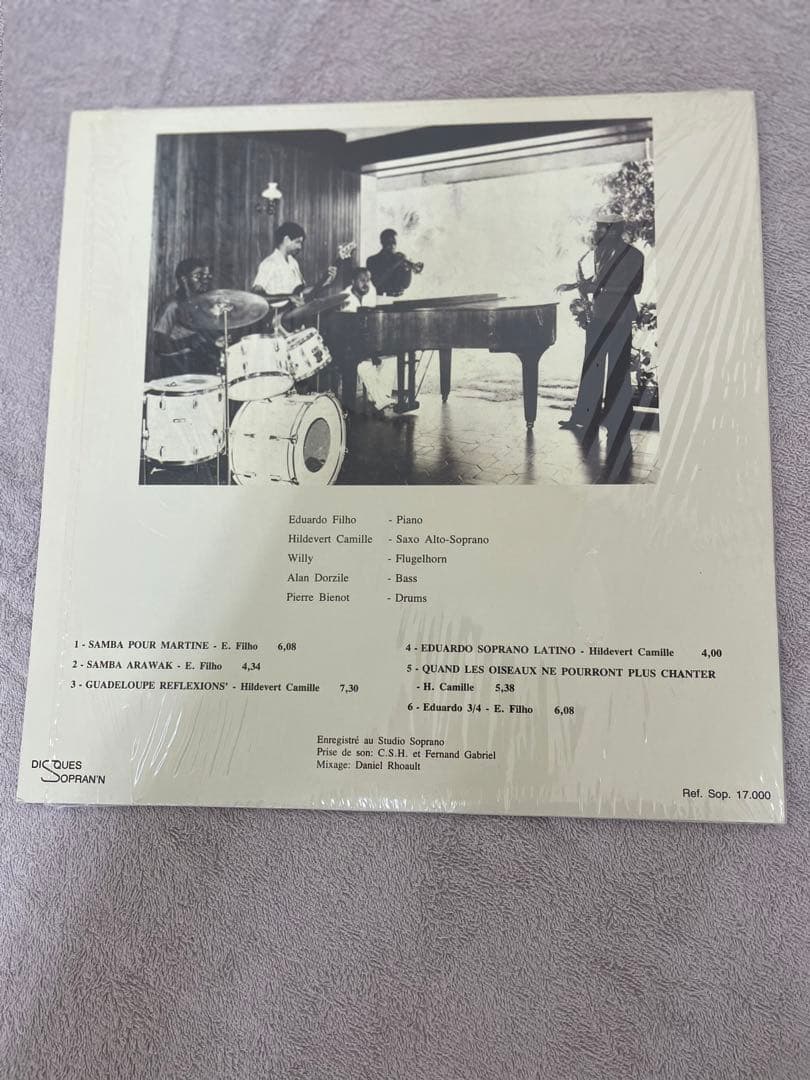 Eduardo Filho - Piano
Hildevert Camille - Saxo Alto-Soprano
Willy - Flugelhorn
Alan Dorzile - Bass
Pierre Bienot - Drums
1 - SAMBA POUR MARTINE - E. Filho 6,08
2 - SAMBA ARAWAK - E. Filho 4,34
3 - GUADELOUPE REFLEXIONS' - Hildevert Camille 7,30
4 - EDUARDO SOPRANO LATINO - Hildevert Camille 4,00
5 - QUAND LES OISEAUX NE POURRONT PLUS CHANTER
- H. Camille 5,38
6 - Eduardo 3/4 - E. Filho 6,08
Enregistré au Studio Soprano
Prise de son: C.S.H. et Fernand Gabriel
Mixage: Daniel Rhoault
DISQUES
SOPRAN'N
Ref. Sop. 17.000